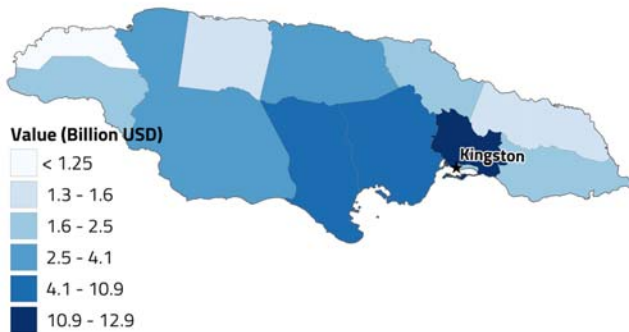 Kingston
Value (Billion USD)
< 1.25
1.3 - 1.6
1.6 - 2.5
2.5 - 4.1
4.1 - 10.9
10.9 - 12.9